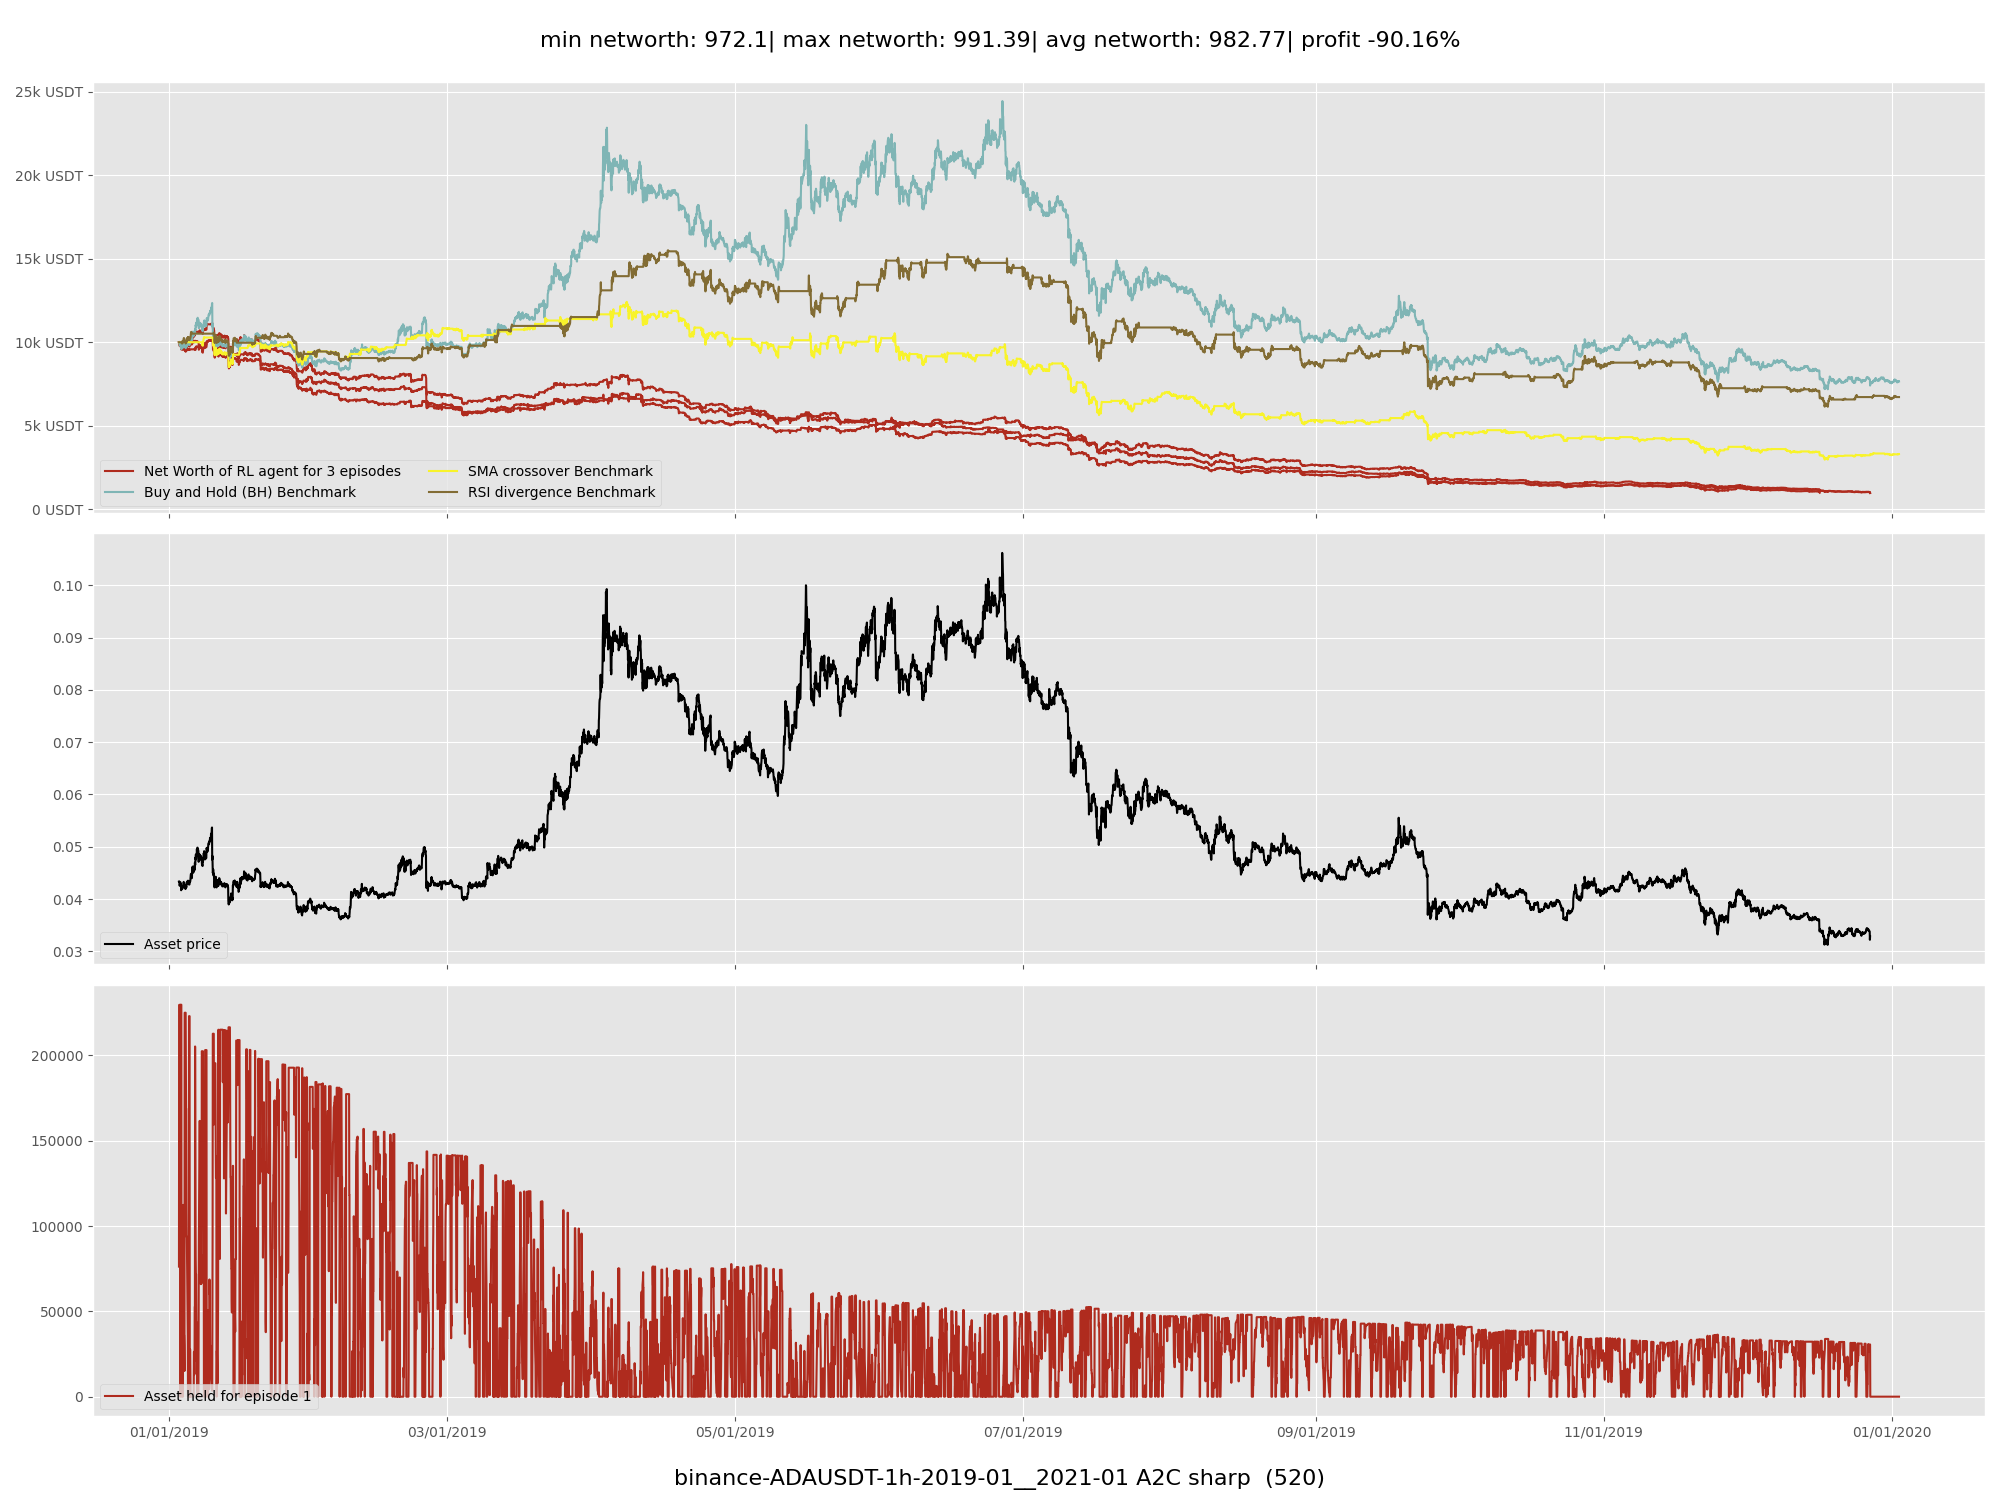 min networth: 972.1| max networth: 991.39| avg networth: 982.77| profit -90.16%
25k USDT
20k USDT
15k USDT
10k USDT
5k USDT
0 USDT
Net Worth of RL agent for 3 episodes
Buy and Hold (BH) Benchmark
SMA crossover Benchmark
RSI divergence Benchmark
0.10
0.09
0.08
0.07
0.06
0.05
0.04
0.03
Asset price
200000
150000
100000
50000
0
Asset held for episode 1
01/01/2019 03/01/2019 05/01/2019 07/01/2019 09/01/2019 11/01/2019 01/01/2020
binance-ADAUSDT-1h-2019-01__2021-01 A2C sharp (520)